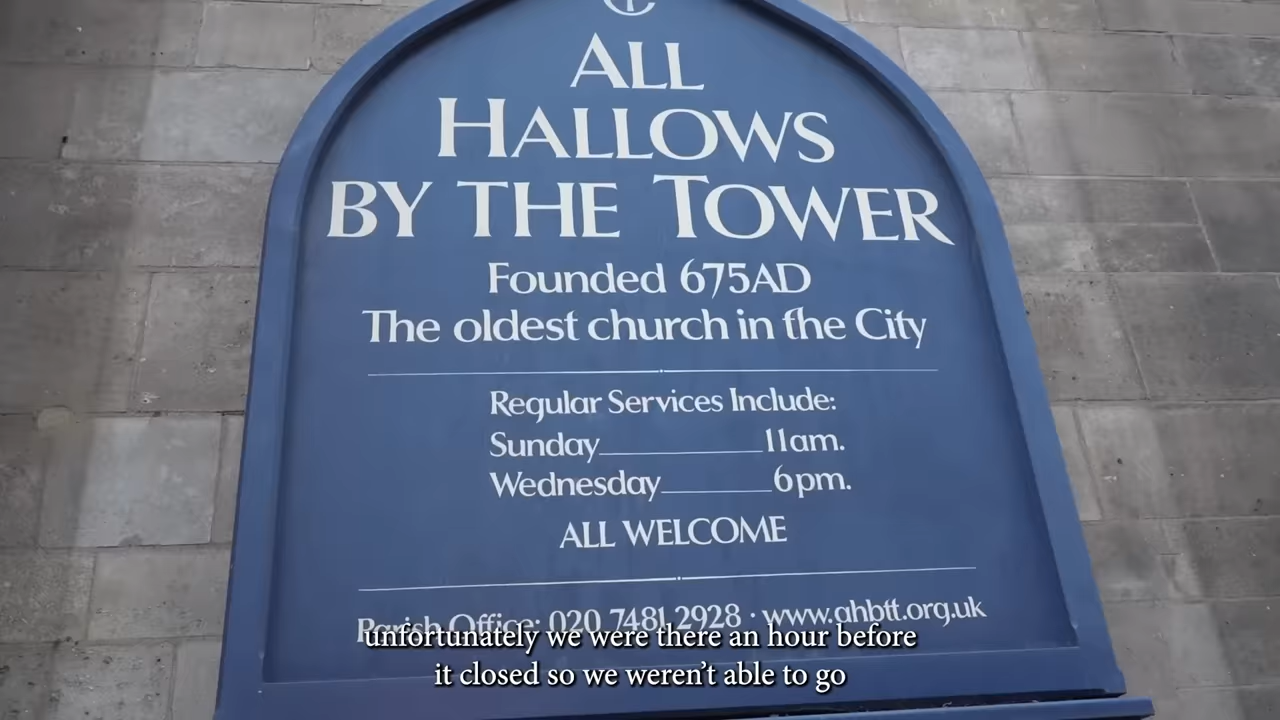 ALL
HALLOWS
BY THE TOWER
Founded 675AD
The oldest church in the City
Regular Services Include:
Sunday 11am.
Wednesday 6pm.
ALL WELCOME
Parish Office: 020 7481 2928 · www.ahbtt.org.uk
unfortunately we were there an hour before
it closed so we weren't able to go